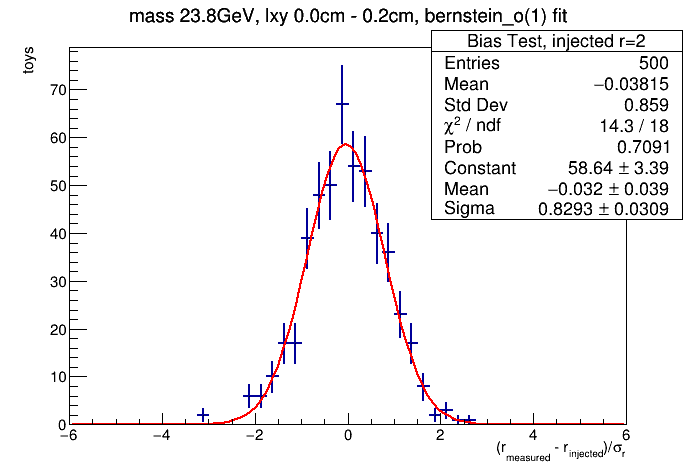 mass 23.8GeV, lxy 0.0cm - 0.2cm, bernstein_o(1) fit
toys
Bias Test, injected r=2
Entries 500
Mean −0.03815
Std Dev 0.859
χ² / ndf 14.3 / 18
Prob 0.7091
Constant 58.64 ± 3.39
Mean −0.032 ± 0.039
Sigma 0.8293 ± 0.0309
70
60
50
40
30
20
10
0
−6 −4 −2 0 2 4 6
(r_measured - r_injected)/σ_r